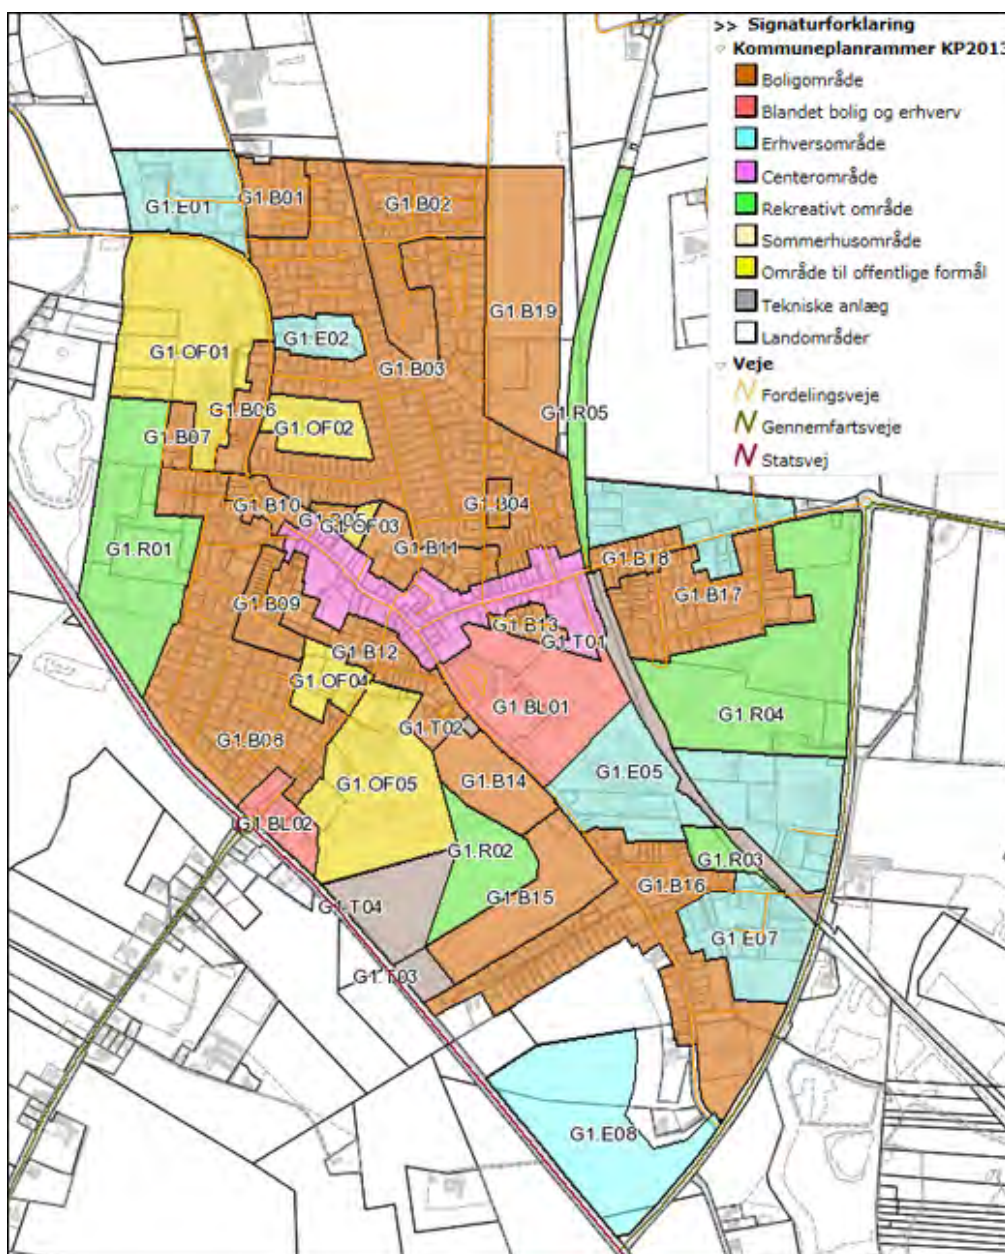 >> Signaturforklaring
Kommuneplanrammer KP2013
Boligområde
Blandet bolig og erhverv
Erhversområde
Centerområde
Rekreativt område
Sommerhusområde
Område til offentlige formål
Tekniske anlæg
Landområder
Veje
Fordelingsveje
Gennemfartsveje
Statsvej
G1.E01
G1.B01
G1.B02
G1.B19
G1.OF01
G1.E02
G1.B03
G1.R05
G1.B06
G1.B07
G1.OF02
G1.B10
G1.B04
G1.OF03
G1.R01
G1.B11
G1.B18
G1.B17
G1.B09
G1.B13
G1.T01
G1.B12
G1.OF04
G1.BL01
G1.R04
G1.T02
G1.B08
G1.E05
G1.OF05
G1.B14
G1.BL02
G1.R02
G1.R03
G1.B16
G1.B15
G1.T04
G1.E07
G1.T03
G1.E08